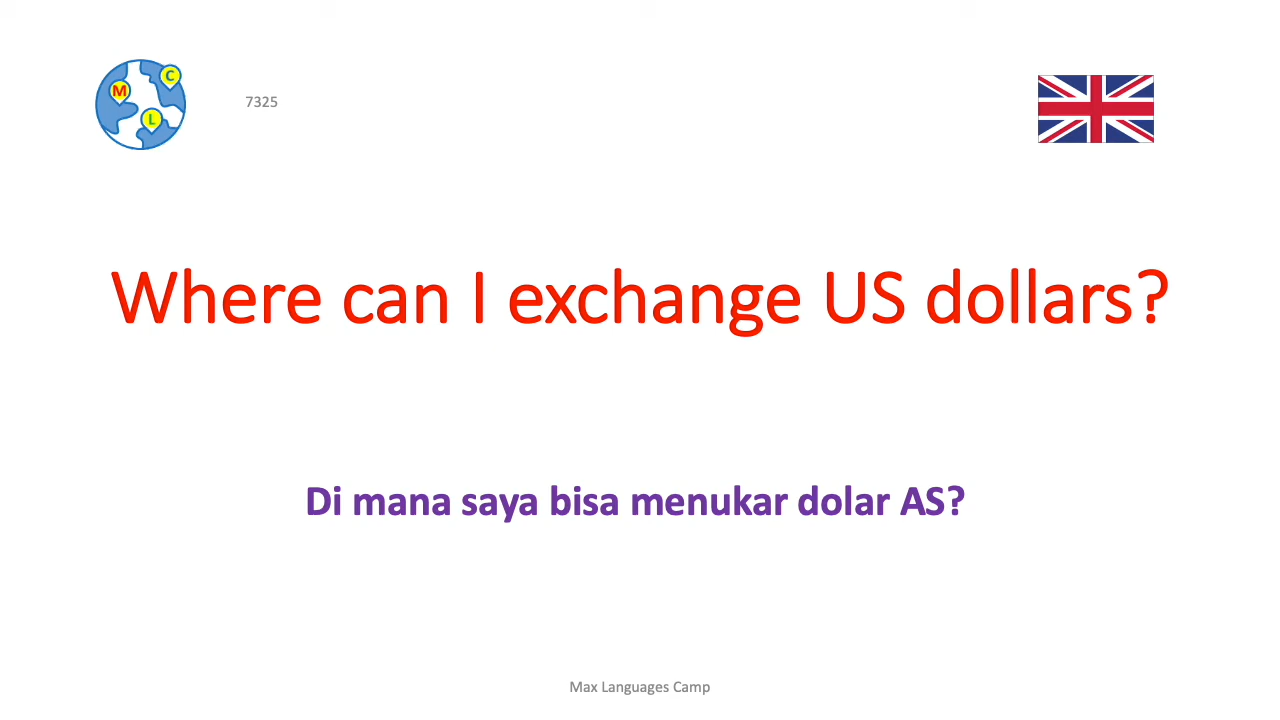 M
C
L
7325
Where can I exchange US dollars?
Di mana saya bisa menukar dolar AS?
Max Languages Camp